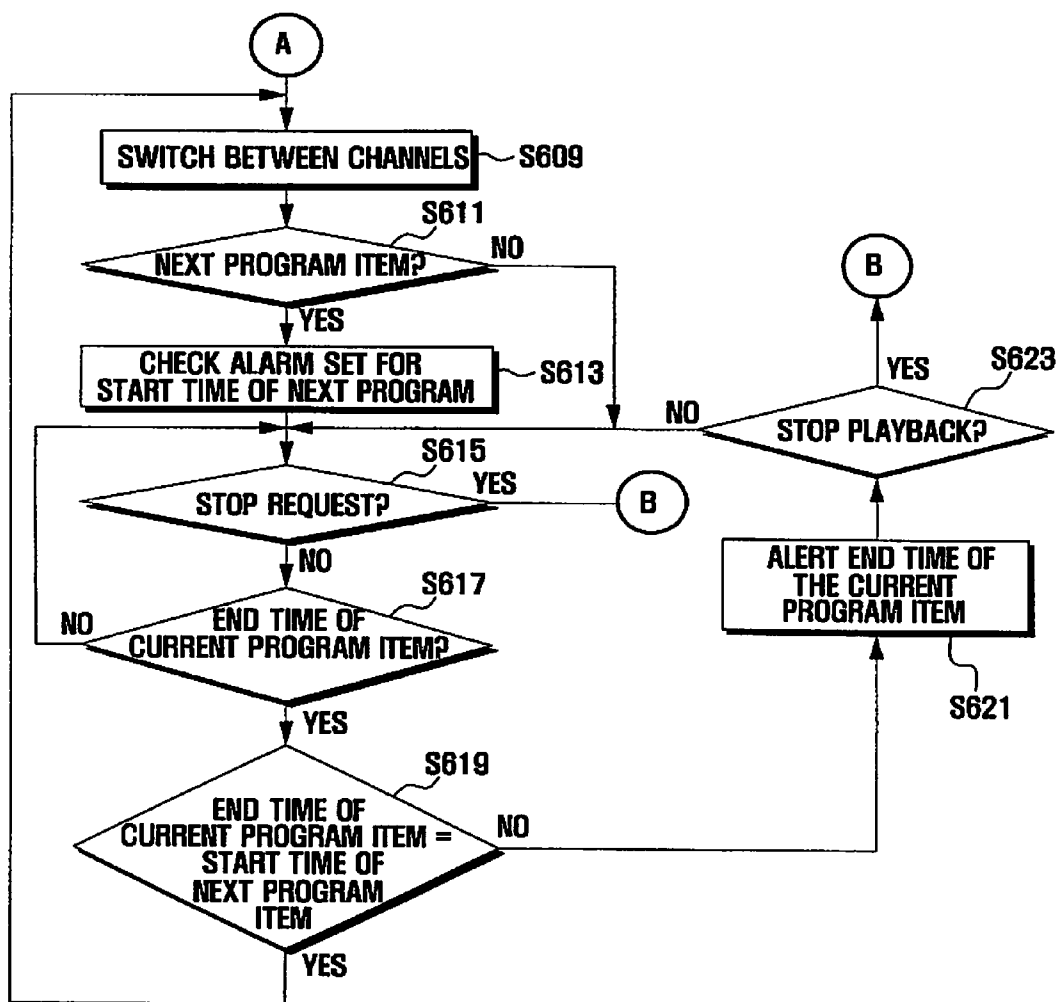 A
SWITCH BETWEEN CHANNELS
S609
S611
NEXT PROGRAM ITEM?
NO
YES
CHECK ALARM SET FOR
START TIME OF NEXT PROGRAM
S613
S615
STOP REQUEST?
YES
B
NO
S617
END TIME OF
CURRENT PROGRAM ITEM?
NO
YES
S619
END TIME OF
CURRENT PROGRAM ITEM =
START TIME OF
NEXT PROGRAM
ITEM
NO
YES
B
YES
S623
NO
STOP PLAYBACK?
ALERT END TIME OF
THE CURRENT
PROGRAM ITEM
S621